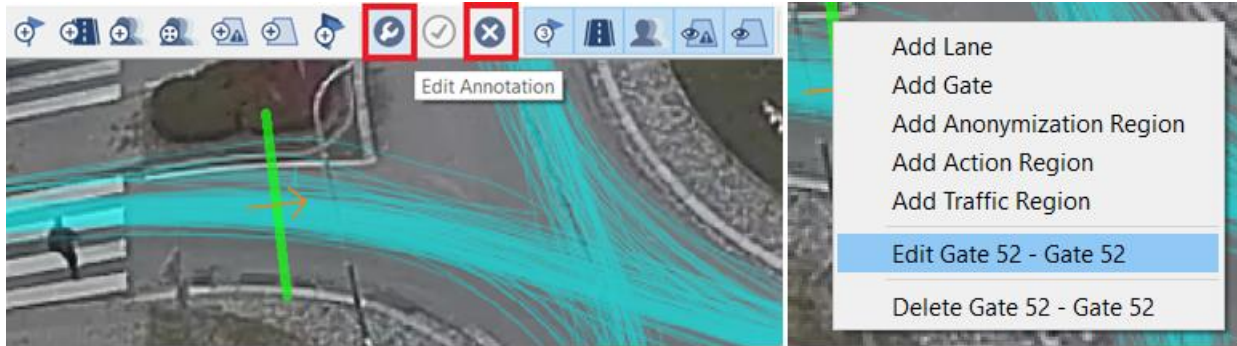 3
Edit Annotation
Add Lane
Add Gate
Add Anonymization Region
Add Action Region
Add Traffic Region
Edit Gate 52 - Gate 52
Delete Gate 52 - Gate 52